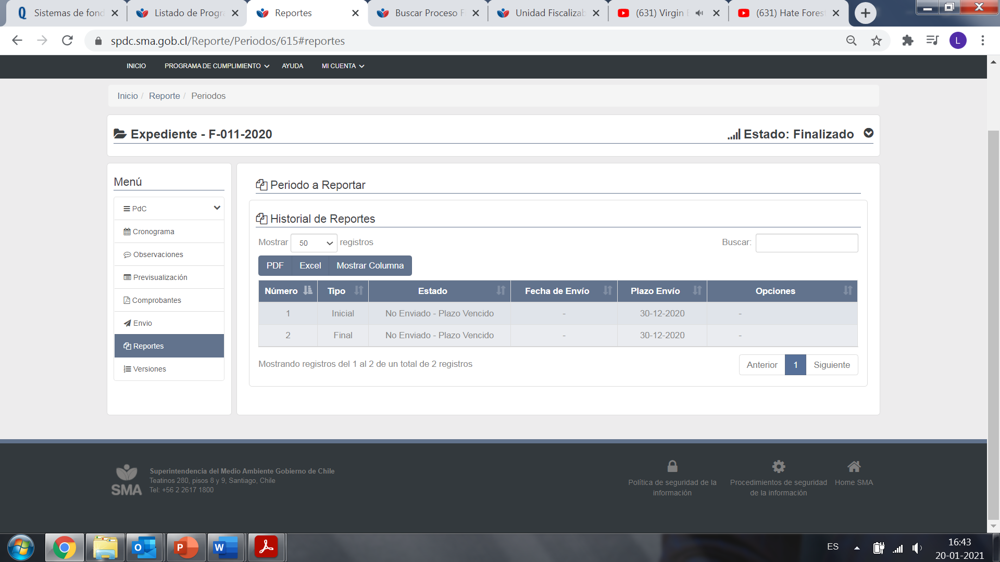 Sistemas de fond
Listado de Progra
Reportes
Buscar Proceso F
Unidad Fiscalizab
(631) Virgin
(631) Hate Fores
spdc.sma.gob.cl/Reporte/Periodos/615#reportes
L
INICIO
PROGRAMA DE CUMPLIMIENTO
AYUDA
MI CUENTA
Inicio / Reporte / Periodos
Expediente - F-011-2020
Estado: Finalizado
Menú
PdC
Cronograma
Observaciones
Previsualización
Comprobantes
Envio
Reportes
Versiones
Periodo a Reportar
Historial de Reportes
Mostrar 50 registros
Buscar:
PDF Excel Mostrar Columna
Número Tipo Estado Fecha de Envío Plazo Envío Opciones
1 Inicial No Enviado - Plazo Vencido - 30-12-2020 -
2 Final No Enviado - Plazo Vencido - 30-12-2020 -
Mostrando registros del 1 al 2 de un total de 2 registros
Anterior 1 Siguiente
SMA
Superintendencia del Medio Ambiente Gobierno de Chile
Teatinos 280, pisos 8 y 9, Santiago, Chile
Tel: +56 2 2617 1800
Política de seguridad de la
información
Procedimientos de seguridad
de la información
Home SMA
ES
16:43
20-01-2021